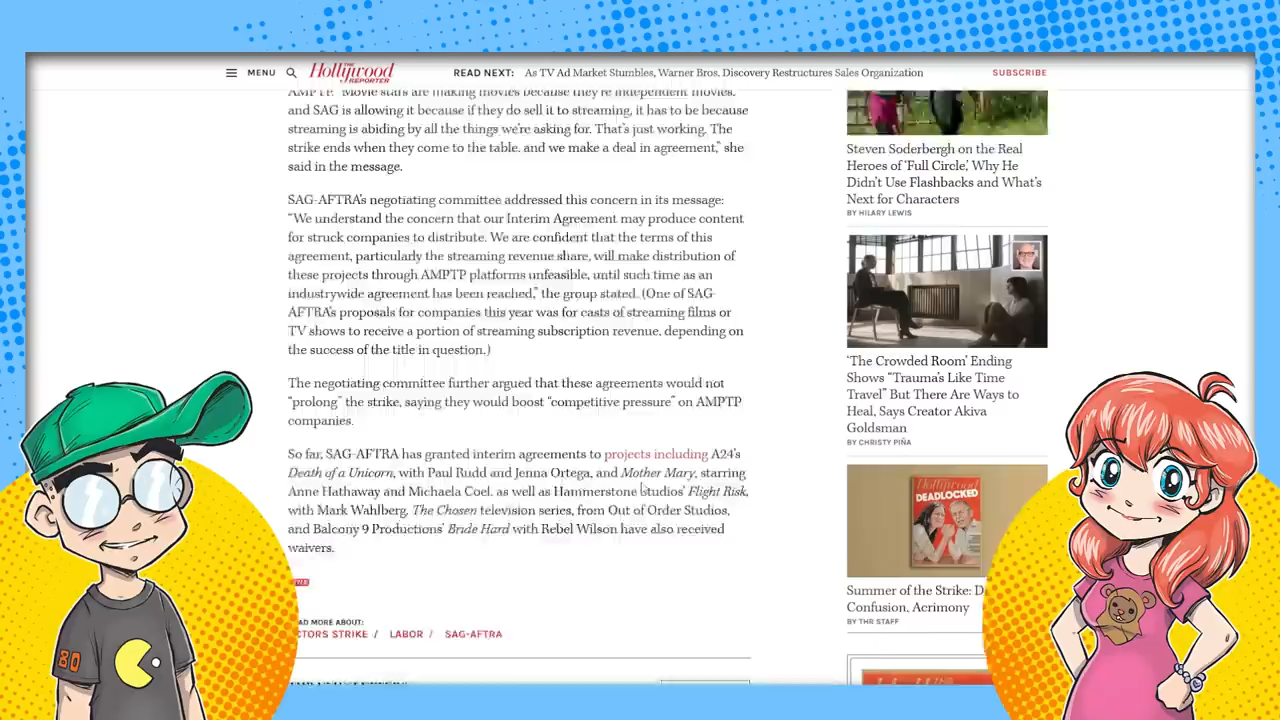 MENU
THE
Hollywood
REPORTER
READ NEXT: As TV Ad Market Stumbles, Warner Bros. Discovery Restructures Sales Organization
SUBSCRIBE
AMPTP. "Movie stars are making movies because they're independent movies,
and SAG is allowing it because if they do sell it to streaming, it has to be because
streaming is abiding by all the things we're asking for. That's just working. The
strike ends when they come to the table, and we make a deal in agreement," she
said in the message.
SAG-AFTRA's negotiating committee addressed this concern in its message:
"We understand the concern that our Interim Agreement may produce content
for struck companies to distribute. We are confident that the terms of this
agreement, particularly the streaming revenue share, will make distribution of
these projects through AMPTP platforms unfeasible, until such time as an
industrywide agreement has been reached," the group stated. (One of SAG-
AFTRA's proposals for companies this year was for casts of streaming films or
TV shows to receive a portion of streaming subscription revenue, depending on
the success of the title in question.)
The negotiating committee further argued that these agreements would not
"prolong" the strike, saying they would boost "competitive pressure" on AMPTP
companies.
So far, SAG-AFTRA has granted interim agreements to projects including A24's
Death of a Unicorn, with Paul Rudd and Jenna Ortega, and Mother Mary, starring
Anne Hathaway and Michaela Coel, as well as Hammerstone Studios' Flight Risk,
with Mark Wahlberg. The Chosen television series, from Out of Order Studios,
and Balcony 9 Productions' Bride Hard with Rebel Wilson have also received
waivers.
AD MORE ABOUT:
CTORS STRIKE / LABOR / SAG-AFTRA
Steven Soderbergh on the Real
Heroes of 'Full Circle,' Why He
Didn't Use Flashbacks and What's
Next for Characters
BY HILARY LEWIS
'The Crowded Room' Ending
Shows "Trauma's Like Time
Travel" But There Are Ways to
Heal, Says Creator Akiva
Goldsman
BY CHRISTY PIÑA
Hollywood
DEADLOCKED
Summer of the Strike: D
Confusion, Acrimony
BY THR STAFF
80